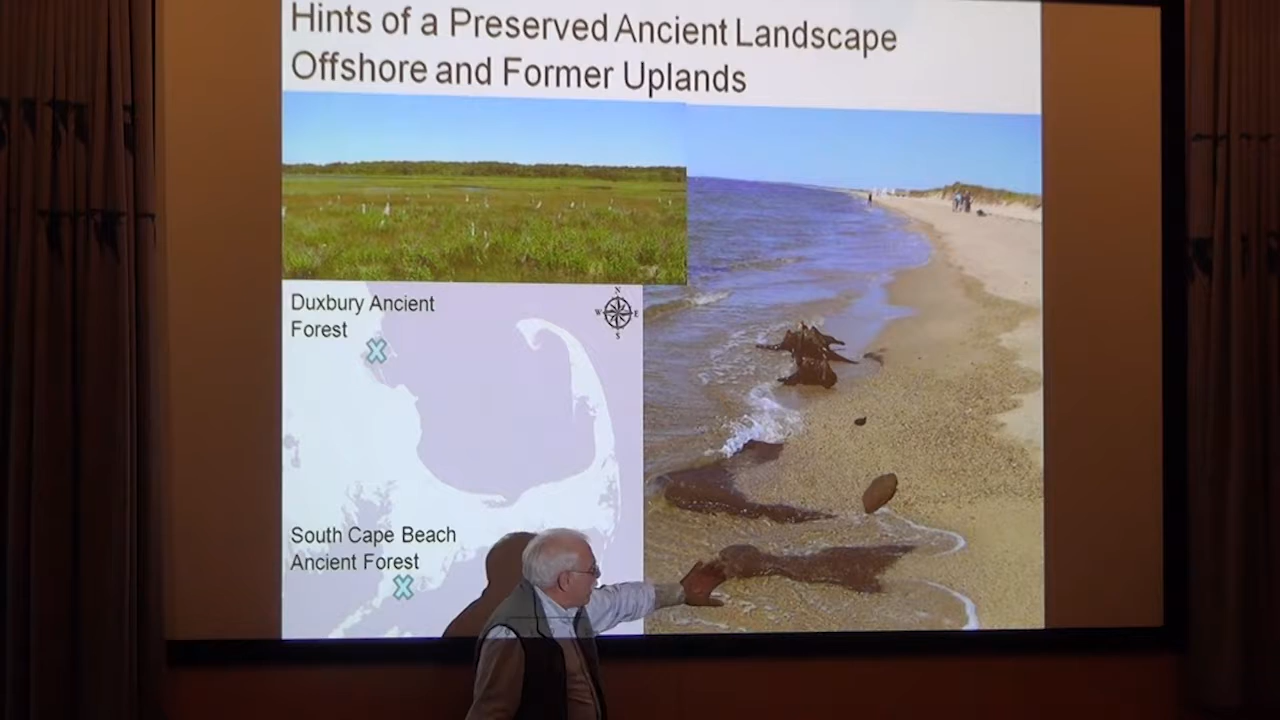 Hints of a Preserved Ancient Landscape
Offshore and Former Uplands
Duxbury Ancient
Forest
N
W E
S
South Cape Beach
Ancient Forest